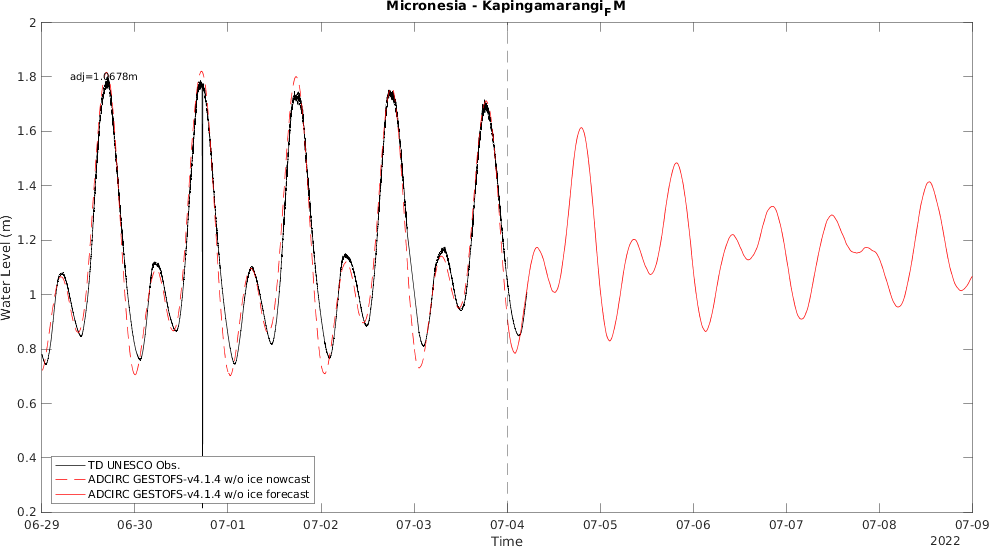 Micronesia - Kapingamarangi_FM
2
1.8
adj=1.0678m
1.6
1.4
1.2
1
0.8
0.6
0.4
0.2
Water Level (m)
TD UNESCO Obs.
ADCIRC GESTOFS-v4.1.4 w/o ice nowcast
ADCIRC GESTOFS-v4.1.4 w/o ice forecast
06-29 06-30 07-01 07-02 07-03 07-04 07-05 07-06 07-07 07-08 07-09
Time
2022